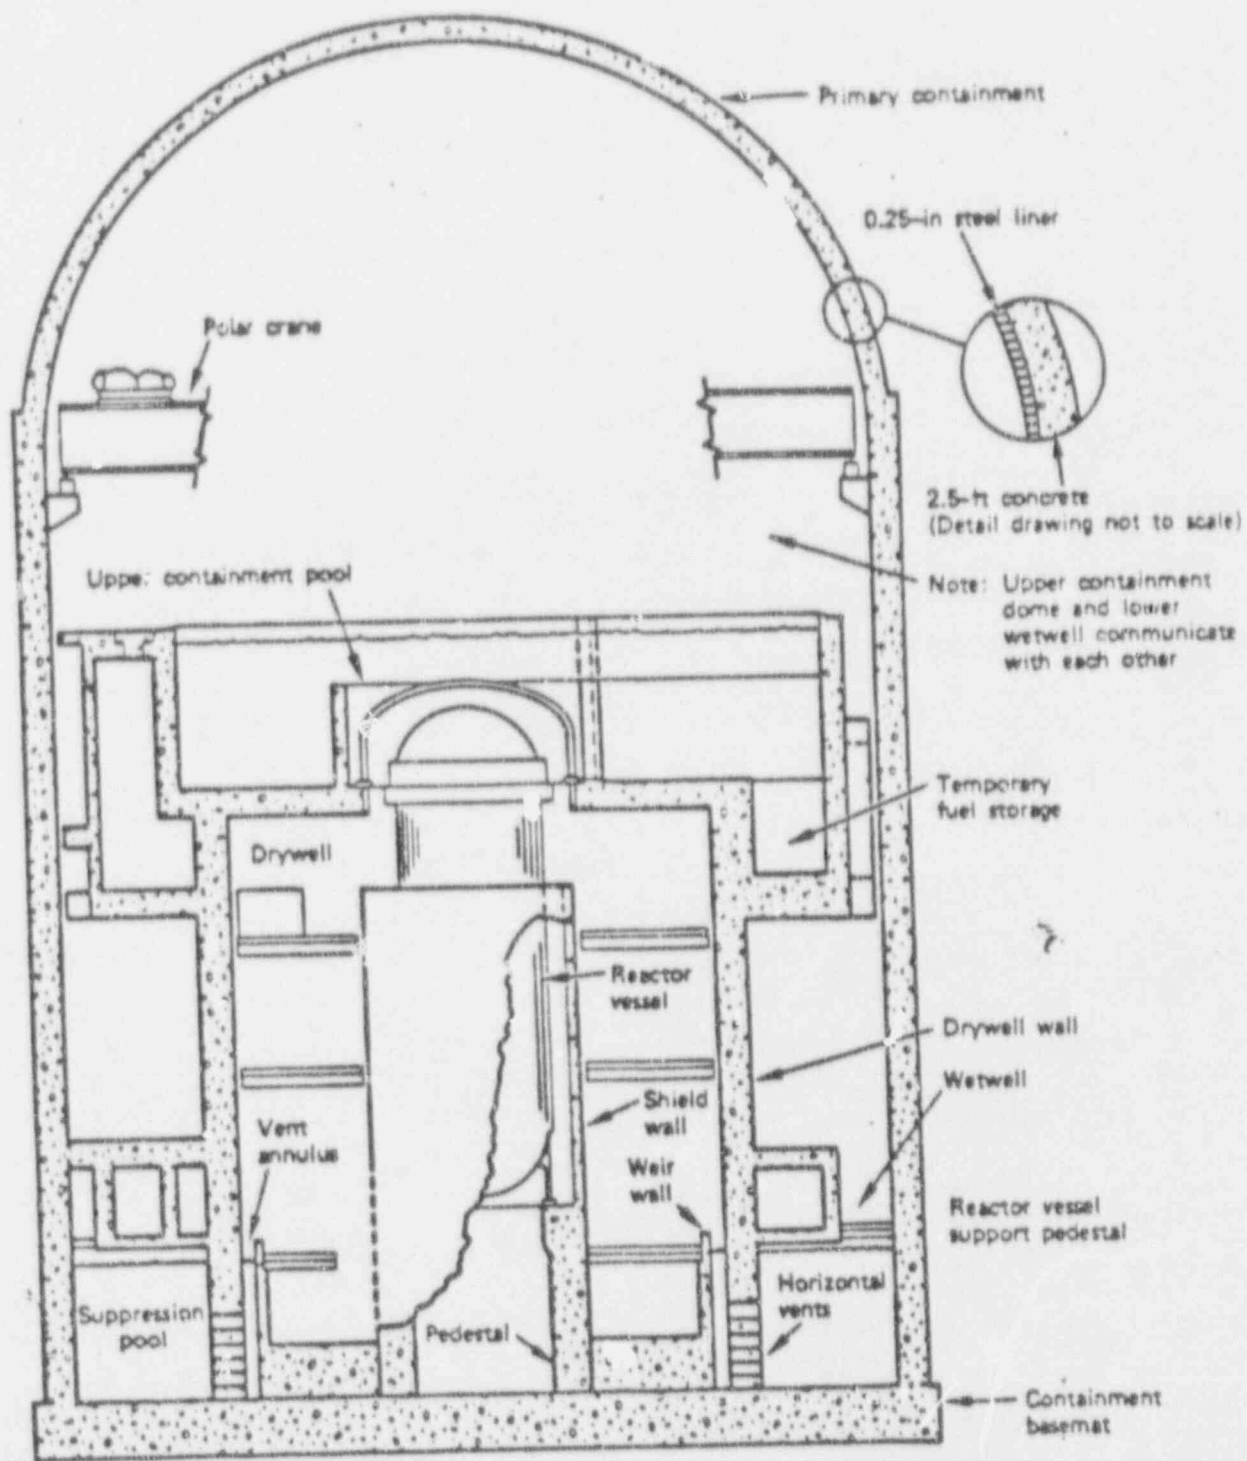 Primary containment
0.25-in steel liner
Polar crane
2.5-ft concrete
(Detail drawing not to scale)
Upper containment pool
Note: Upper containment
dome and lower
wetwell communicate
with each other
Temporary
fuel storage
Drywell
Reactor
vessel
Drywell wall
Wetwell
Shield
wall
Vent
annulus
Weir
wall
Reactor vessel
support pedestal
Horizontal
vents
Suppression
pool
Pedestal
Containment
basemat